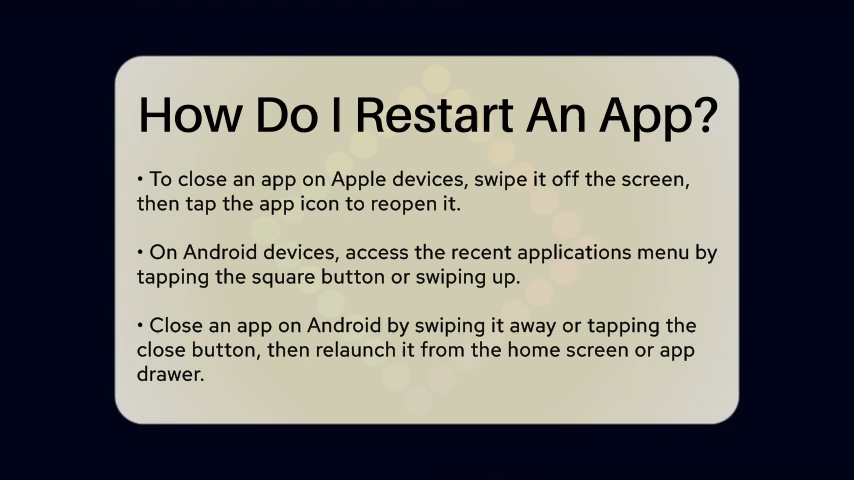 How Do I Restart An App?
• To close an app on Apple devices, swipe it off the screen,
then tap the app icon to reopen it.
• On Android devices, access the recent applications menu by
tapping the square button or swiping up.
• Close an app on Android by swiping it away or tapping the
close button, then relaunch it from the home screen or app
drawer.